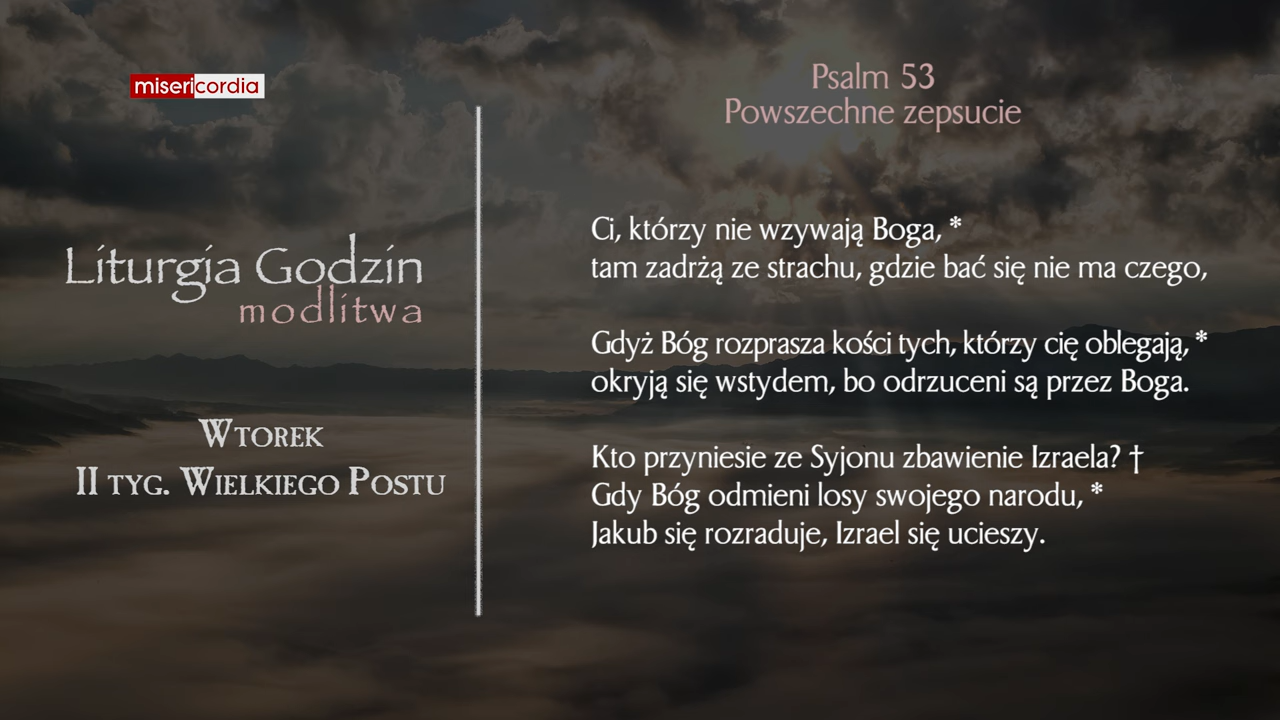 misericordia
Liturgia Godzin
modlitwa
Wtorek
II tyg. Wielkiego Postu
Psalm 53
Powszechne zepsucie
Ci, którzy nie wzywają Boga, *
tam zadrżą ze strachu, gdzie bać się nie ma czego,
Gdyż Bóg rozprasza kości tych, którzy cię oblegają, *
okryją się wstydem, bo odrzuceni są przez Boga.
Kto przyniesie ze Syjonu zbawienie Izraela? †
Gdy Bóg odmieni losy swojego narodu, *
Jakub się rozraduje, Izrael się ucieszy.